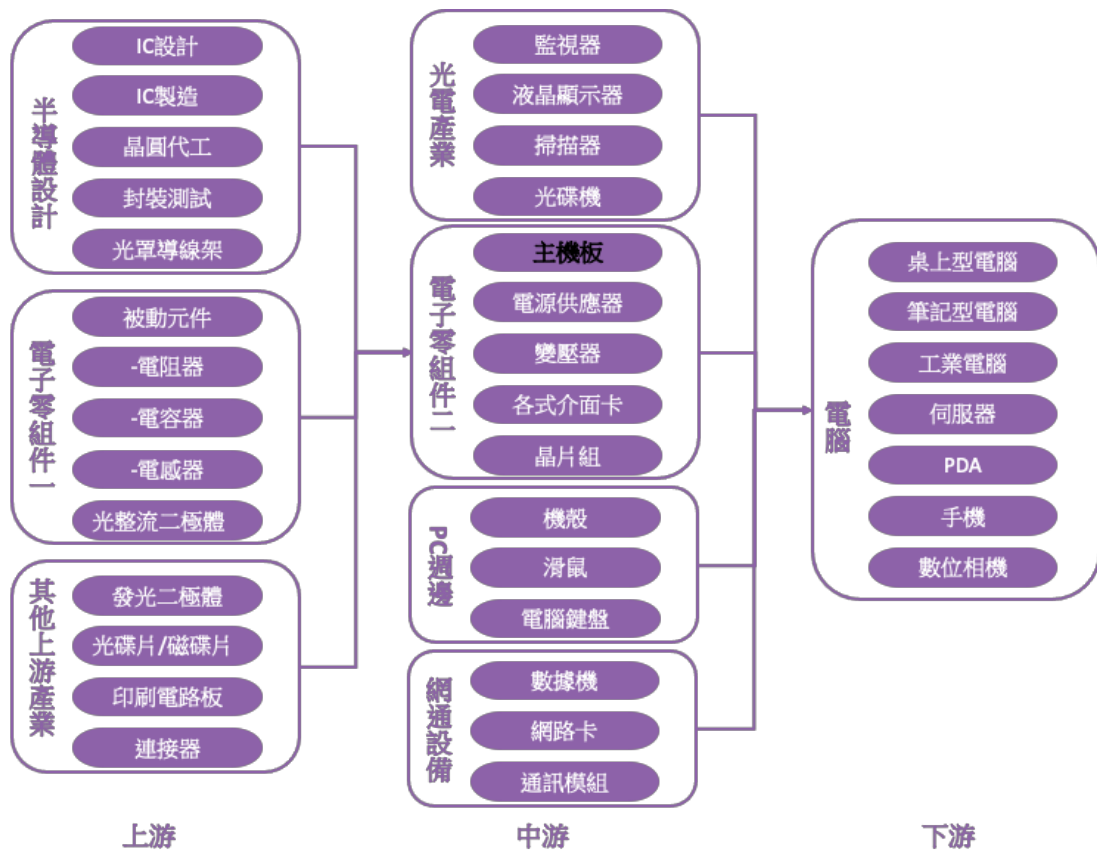 半導體設計
IC設計
IC製造
晶圓代工
封裝測試
光罩導線架
電子零組件一
被動元件
-電阻器
-電容器
-電感器
光整流二極體
其他上游產業
發光二極體
光碟片/磁碟片
印刷電路板
連接器
上游
光電產業
監視器
液晶顯示器
掃描器
光碟機
電子零組件二
主機板
電源供應器
變壓器
各式介面卡
晶片組
PC週邊
機殼
滑鼠
電腦鍵盤
網通設備
數據機
網路卡
通訊模組
中游
電腦
桌上型電腦
筆記型電腦
工業電腦
伺服器
PDA
手機
數位相機
下游